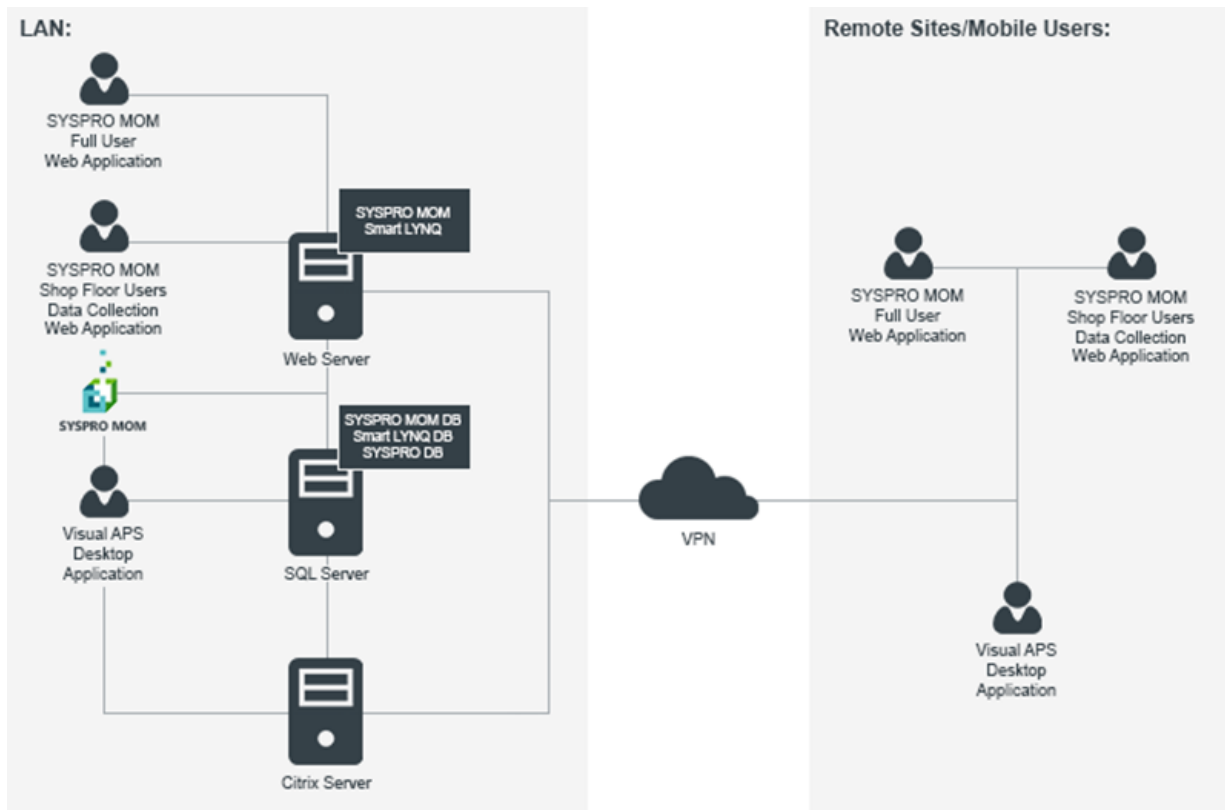 LAN:
SYSPRO MOM
Full User
Web Application
SYSPRO MOM
Smart LYNQ
SYSPRO MOM
Shop Floor Users
Data Collection
Web Application
Web Server
SYSPRO MOM
SYSPRO MOM DB
Smart LYNQ DB
SYSPRO DB
Visual APS
Desktop
Application
SQL Server
Citrix Server
VPN
Remote Sites/Mobile Users:
SYSPRO MOM
Full User
Web Application
SYSPRO MOM
Shop Floor Users
Data Collection
Web Application
Visual APS
Desktop
Application